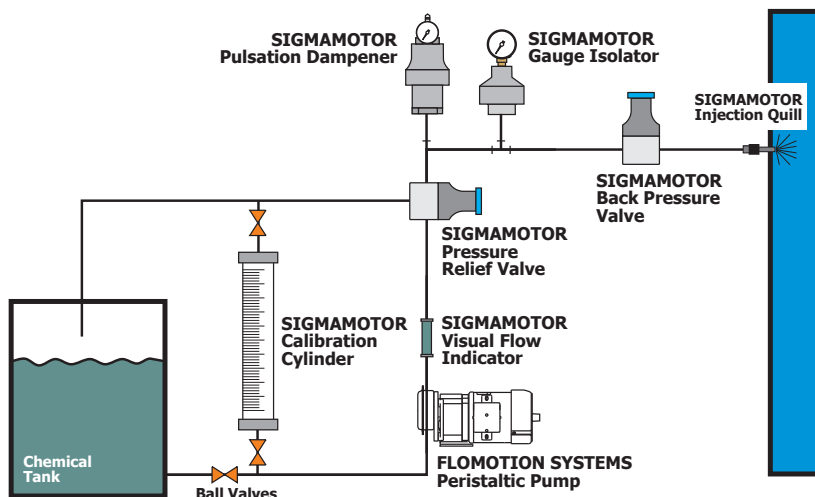 SIGMAMOTOR
Pulsation Dampener
SIGMAMOTOR
Gauge Isolator
SIGMAMOTOR
Injection Quill
SIGMAMOTOR
Back Pressure
Valve
SIGMAMOTOR
Pressure
Relief Valve
SIGMAMOTOR
Calibration
Cylinder
SIGMAMOTOR
Visual Flow
Indicator
Chemical
Tank
Ball Valves
FLOMOTION SYSTEMS
Peristaltic Pump